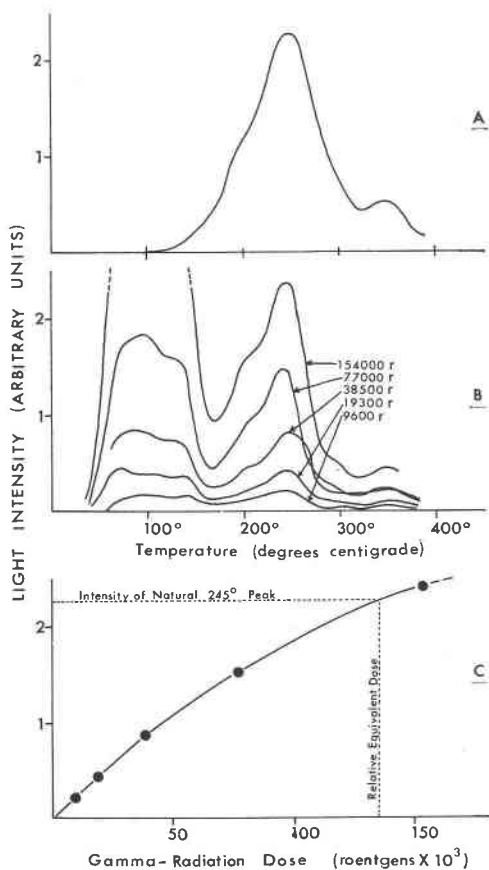 LIGHT INTENSITY (ARBITRARY UNITS)
2
1
A
2
1
154000 r
77000 r
38500 r
19300 r
9600 r
B
100° 200° 300° 400°
Temperature (degrees centigrade)
Intensity of Natural 245° Peak
2
1
Relative Equivalent Dose
C
50 100 150
Gamma-Radiation Dose (roentgens X 10³)